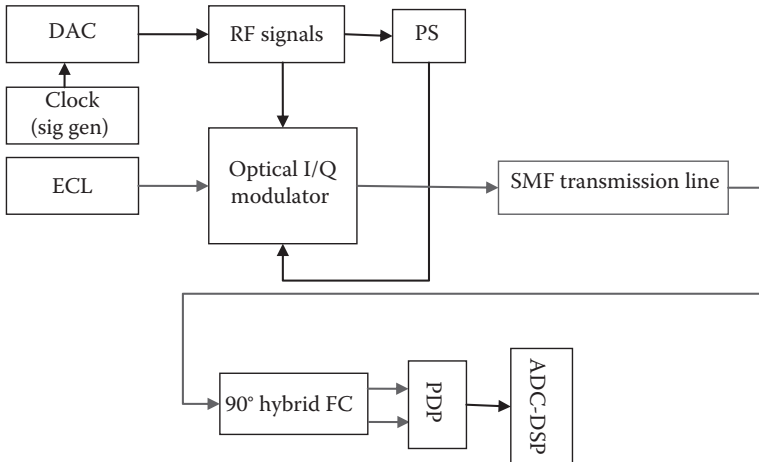 DAC
RF signals
PS
Clock
(sig gen)
ECL
Optical I/Q
modulator
SMF transmission line
90° hybrid FC
PDP
ADC-DSP